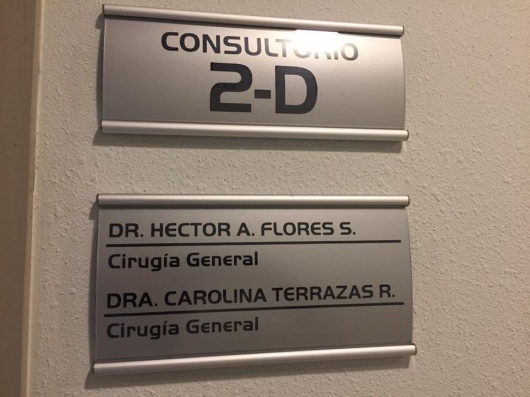 CONSULTORIO
2-D
DR. HECTOR A. FLORES S.
Cirugía General
DRA. CAROLINA TERRAZAS R.
Cirugía General